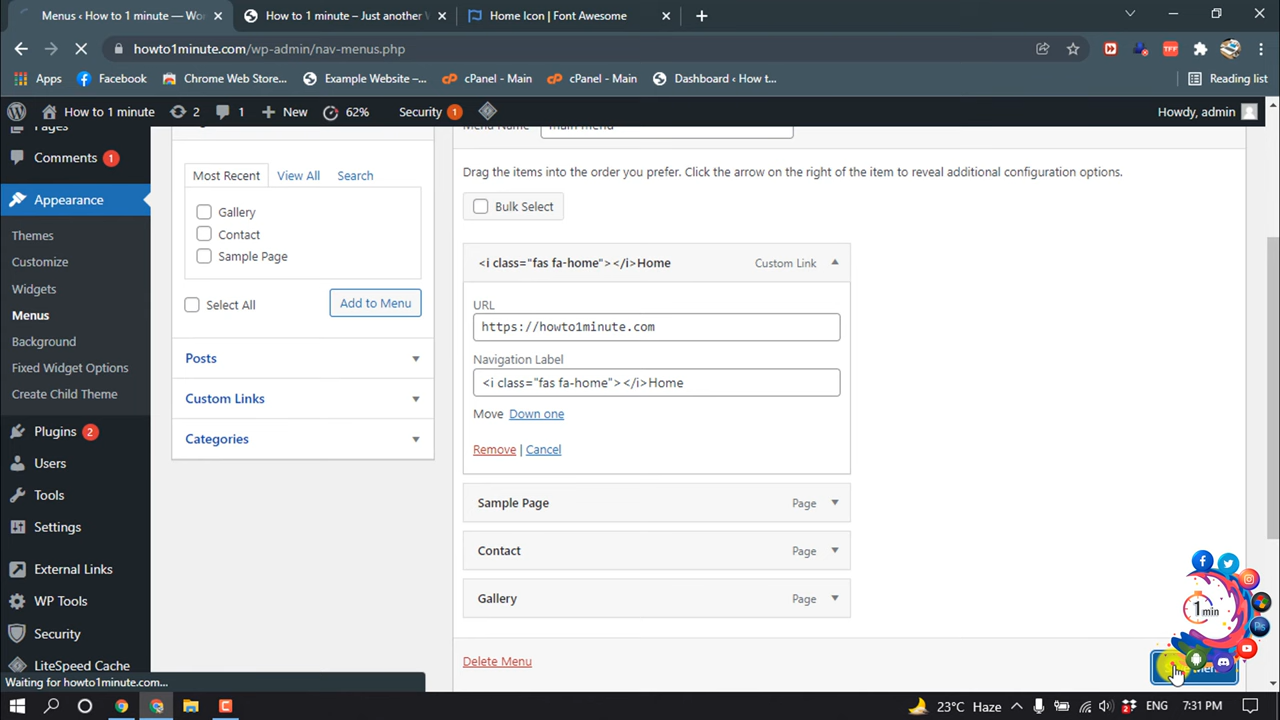 Menus ‹ How to 1 minute — Wo
How to 1 minute – Just another W
Home Icon | Font Awesome
howto1minute.com/wp-admin/nav-menus.php
Apps
Facebook
Chrome Web Store...
Example Website –...
cPanel - Main
cPanel - Main
Dashboard ‹ How t...
Reading list
How to 1 minute
2
1
New
62%
Security 1
Howdy, admin
Pages
Comments 1
Appearance
Themes
Customize
Widgets
Menus
Background
Fixed Widget Options
Create Child Theme
Plugins 2
Users
Tools
Settings
External Links
WP Tools
Security
LiteSpeed Cache
Most Recent
View All
Search
Gallery
Contact
Sample Page
Select All
Add to Menu
Posts
Custom Links
Categories
Menu Name
main menu
Drag the items into the order you prefer. Click the arrow on the right of the item to reveal additional configuration options.
Bulk Select
<i class="fas fa-home"></i>Home
Custom Link
URL
https://howto1minute.com
Navigation Label
<i class="fas fa-home"></i>Home
Move Down one
Remove | Cancel
Sample Page
Page
Contact
Page
Gallery
Page
Delete Menu
1 min
Waiting for howto1minute.com...
23°C Haze
ENG
7:31 PM